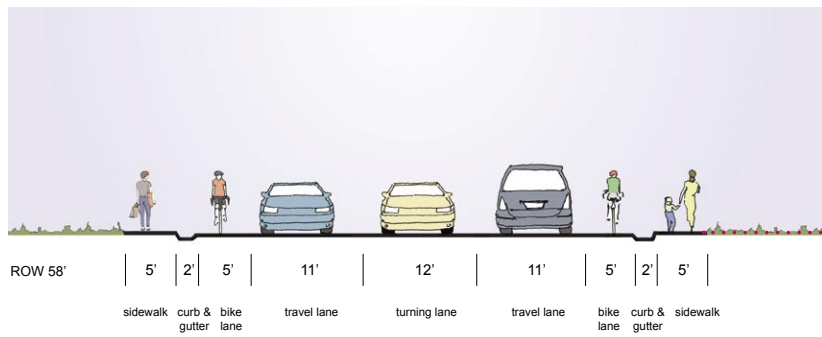 ROW 58’ 5’ 2’ 5’ 11’ 12’ 11’ 5’ 2’ 5’
sidewalk curb & bike travel lane turning lane travel lane bike curb & sidewalk
gutter lane lane gutter